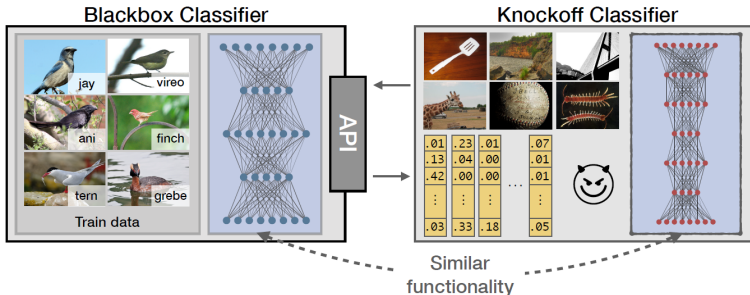 Blackbox Classifier
jay
vireo
ani
finch
tern
grebe
Train data
API
Knockoff Classifier
.01 .23 .01 .07
.13 .04 .00 .01
.42 .00 .00 ... .01
⋮ ⋮ ⋮ ⋮
.03 .33 .18 .05
Similar
functionality